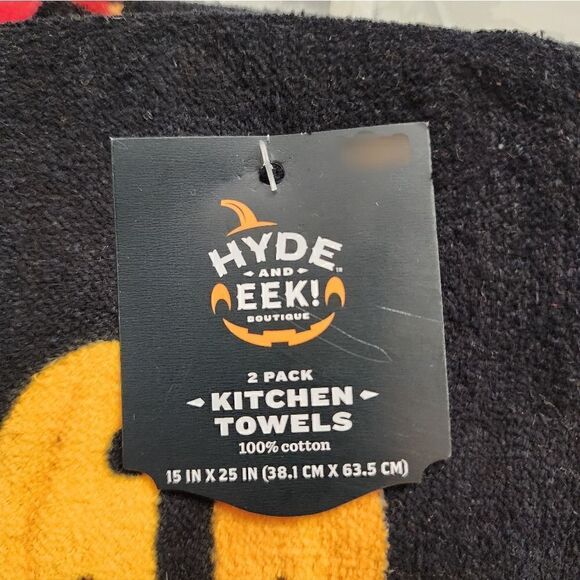 HYDE
AND
EEK!
BOUTIQUE
2 PACK
KITCHEN
TOWELS
100% cotton
15 IN X 25 IN (38.1 CM X 63.5 CM)